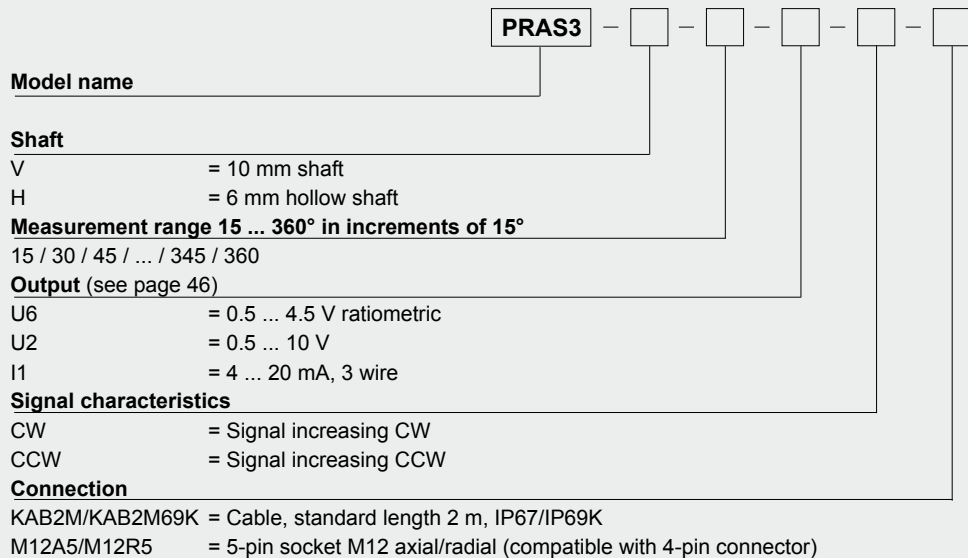 PRAS3 – – – – –
Model name
Shaft
V = 10 mm shaft
H = 6 mm hollow shaft
Measurement range 15 ... 360° in increments of 15°
15 / 30 / 45 / ... / 345 / 360
Output (see page 46)
U6 = 0.5 ... 4.5 V ratiometric
U2 = 0.5 ... 10 V
I1 = 4 ... 20 mA, 3 wire
Signal characteristics
CW = Signal increasing CW
CCW = Signal increasing CCW
Connection
KAB2M/KAB2M69K = Cable, standard length 2 m, IP67/IP69K
M12A5/M12R5 = 5-pin socket M12 axial/radial (compatible with 4-pin connector)